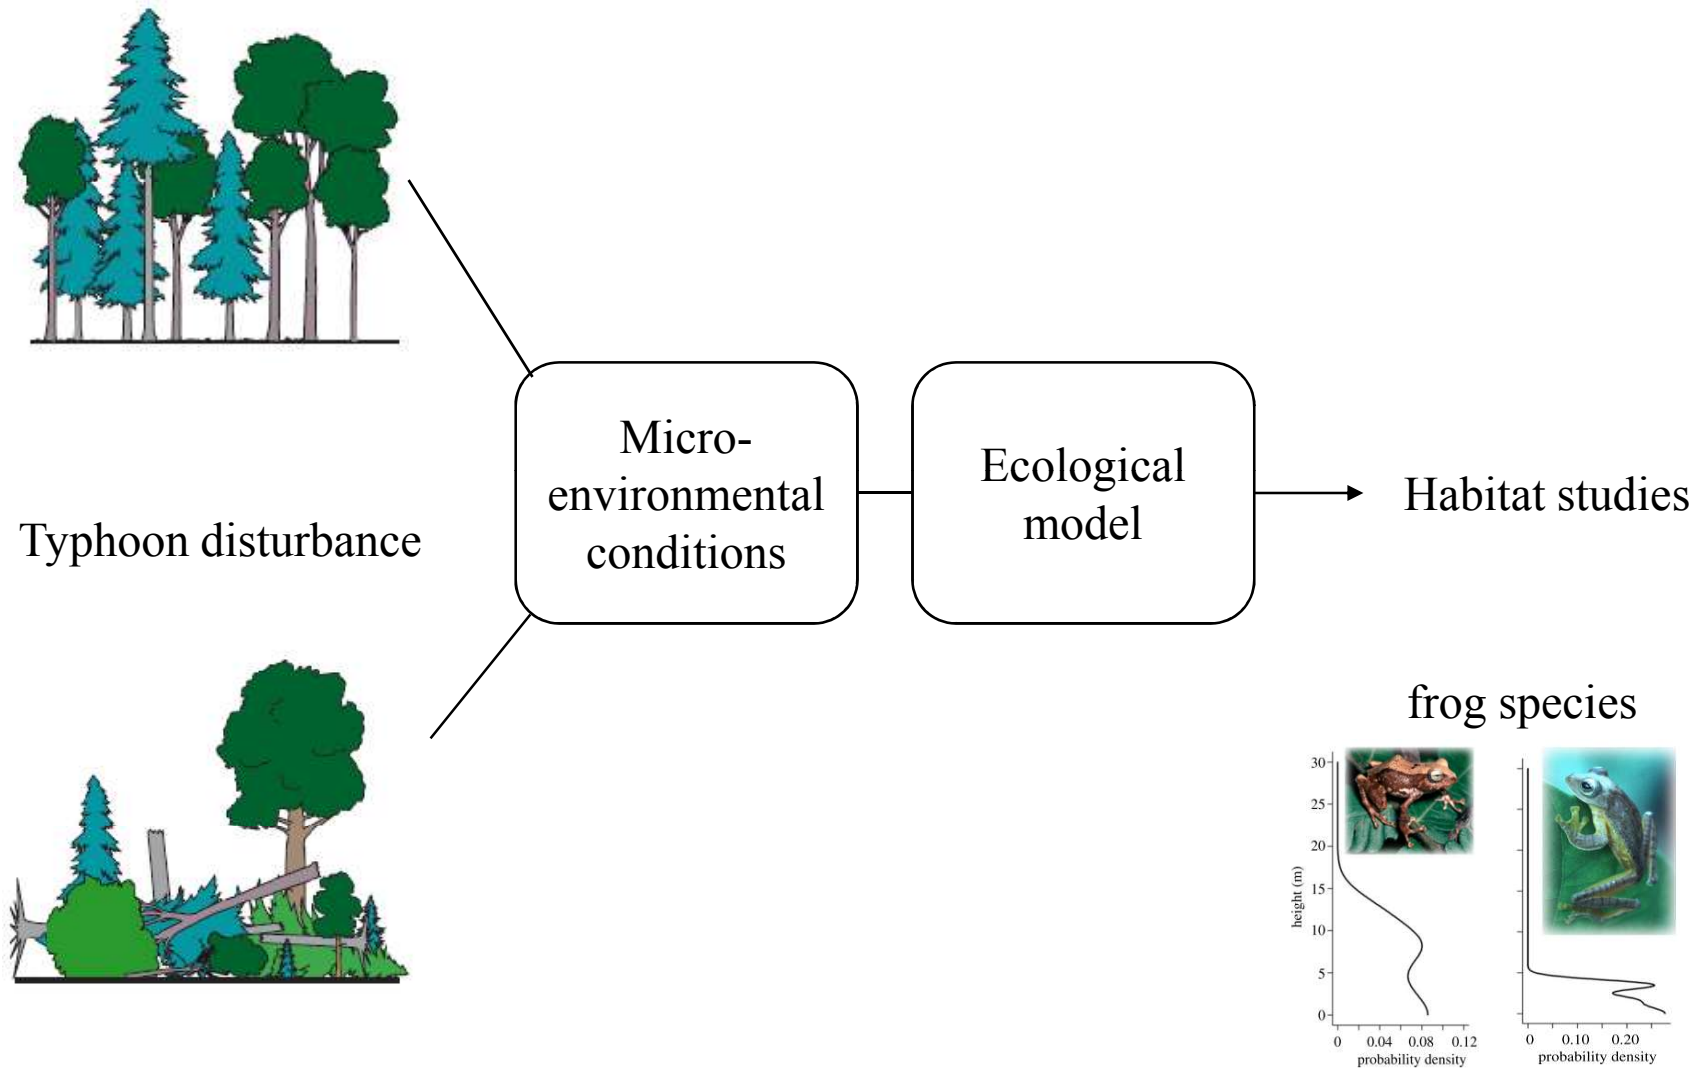 Typhoon disturbance
Micro-
environmental
conditions
Ecological
model
Habitat studies
frog species
height (m)
30
25
20
15
10
5
0
0 0.04 0.08 0.12
probability density
0 0.10 0.20
probability density